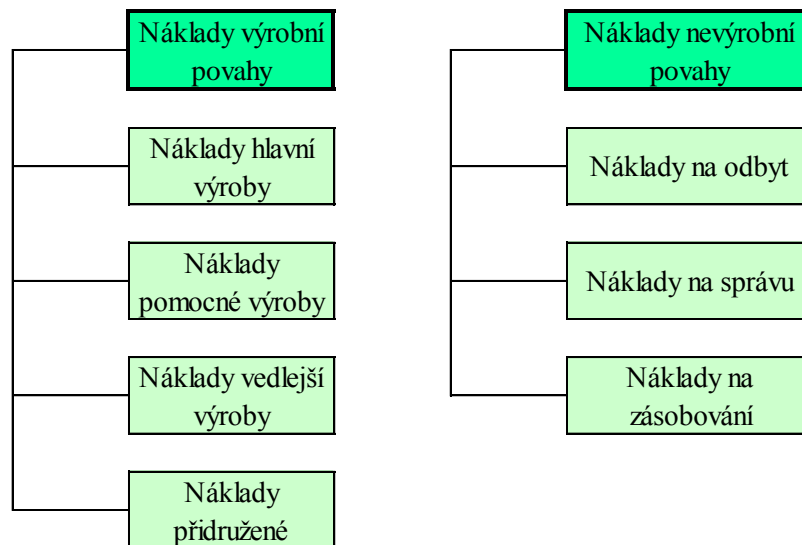 Náklady výrobní
povahy
Náklady hlavní
výroby
Náklady
pomocné výroby
Náklady vedlejší
výroby
Náklady
přidružené
Náklady nevýrobní
povahy
Náklady na odbyt
Náklady na správu
Náklady na
zásobování